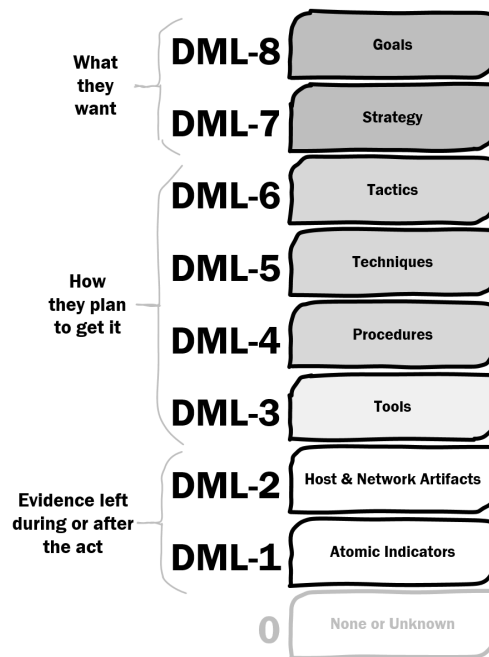 What
they
want
DML-8
Goals
DML-7
Strategy
How
they plan
to get it
DML-6
Tactics
DML-5
Techniques
DML-4
Procedures
DML-3
Tools
Evidence left
during or after
the act
DML-2
Host & Network Artifacts
DML-1
Atomic Indicators
0
None or Unknown